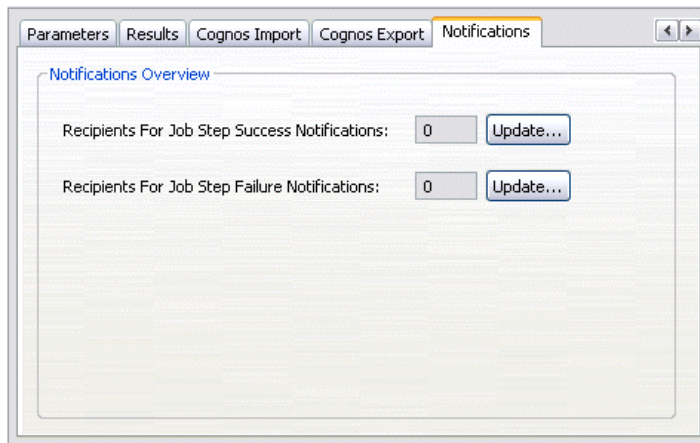 Parameters Results Cognos Import Cognos Export Notifications
Notifications Overview
Recipients For Job Step Success Notifications: 0 Update...
Recipients For Job Step Failure Notifications: 0 Update...